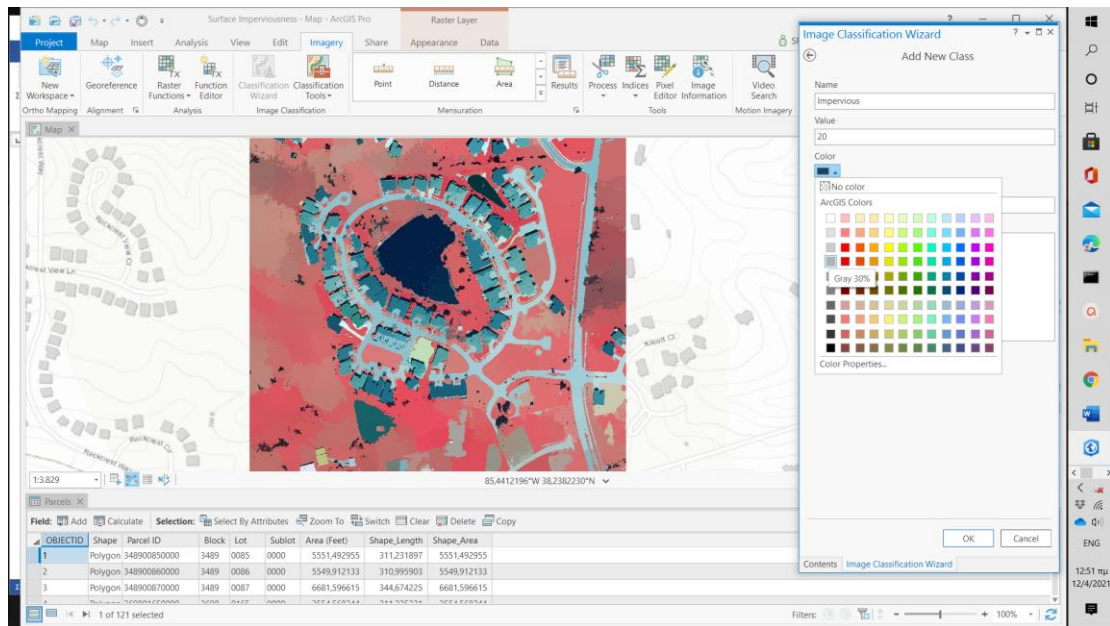 Surface Imperviousness - Map - ArcGIS Pro
Raster Layer
Project Map Insert Analysis View Edit Imagery Share Appearance Data
New Workspace
Georeference
Raster Functions
Function Editor
Classification Wizard
Classification Tools
Point
Distance
Area
Results
Process
Indices
Pixel Editor
Image Information
Video Search
Ortho Mapping
Alignment
Analysis
Image Classification
Mensuration
Tools
Motion Imagery
Map
Rockcrest View Ct
Rockcrest Ct
Kikoit Ct
1:3.829
85,4412196°W 38,2382230°N
Parcels
Field: Add Calculate Selection: Select By Attributes Zoom To Switch Clear Delete Copy
OBJECTID Shape Parcel ID Block Lot Sublot Area (Feet) Shape_Length Shape_Area
1 Polygon 348900850000 3489 0085 0000 5551,492955 311,231897 5551,492955
2 Polygon 348900860000 3489 0086 0000 5549,912133 310,995903 5549,912133
3 Polygon 348900870000 3489 0087 0000 6681,596615 344,674225 6681,596615
1 of 121 selected
Filters:
100%
Image Classification Wizard
Add New Class
Name
Impervious
Value
20
Color
No color
ArcGIS Colors
Gray 30%
Color Properties...
OK Cancel
Contents Image Classification Wizard
ENG
12:51 πμ
12/4/2021